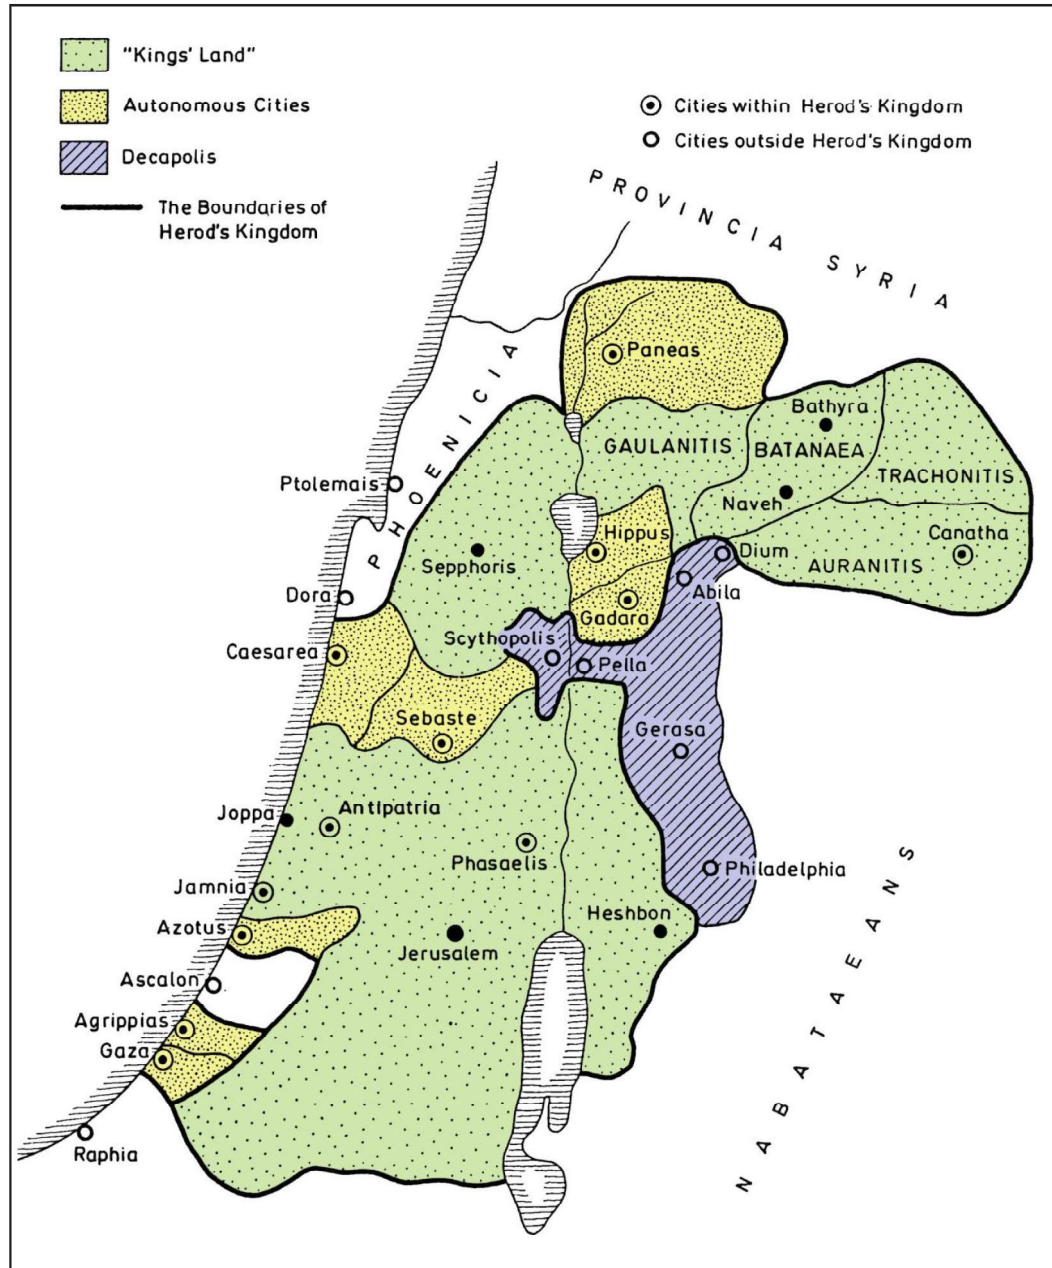 "Kings' Land"
Autonomous Cities
Decapolis
The Boundaries of
Herod's Kingdom
Cities within Herod's Kingdom
Cities outside Herod's Kingdom
PROVINCIA SYRIA
PHOENICIA
Paneas
Bathyra
GAULANITIS
BATANAEA
TRACHONITIS
Ptolemais
Naveh
Hippus
Canatha
Sepphoris
Dium
AURANITIS
Abila
Dora
Gadara
Scythopolis
Caesarea
Pella
Sebaste
Gerasa
Joppa
Antipatria
Phasaelis
Philadelphia
Jamnia
Heshbon
Azotus
Jerusalem
Ascalon
Agrippias
Gaza
Raphia
NABATAEANS